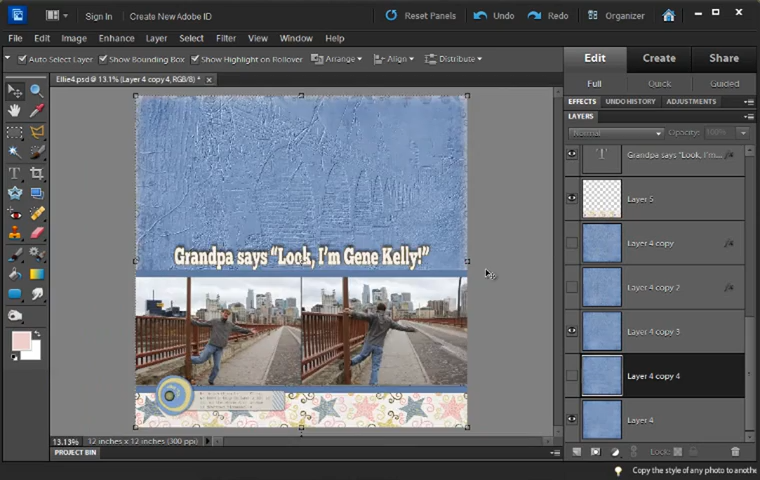 Sign In
Create New Adobe ID
Reset Panels
Undo
Redo
Organizer
File Edit Image Enhance Layer Select Filter View Window Help
Auto Select Layer Show Bounding Box Show Highlight on Rollover Arrange Align Distribute
Edit Create Share
Full Quick Guided
Ellie4.psd @ 13.1% (Layer 4 copy 4, RGB/8) *
EFFECTS UNDO HISTORY ADJUSTMENTS
LAYERS
Normal Opacity: 100%
T Grandpa says "Look, I'm... fx
Layer 5
Layer 4 copy fx
Layer 4 copy 2 fx
Layer 4 copy 3
Layer 4 copy 4
Layer 4
Grandpa says "Look, I'm Gene Kelly!"
13.13% 12 inches x 12 inches (300 ppi)
Lock:
PROJECT BIN
Copy the style of any photo to another